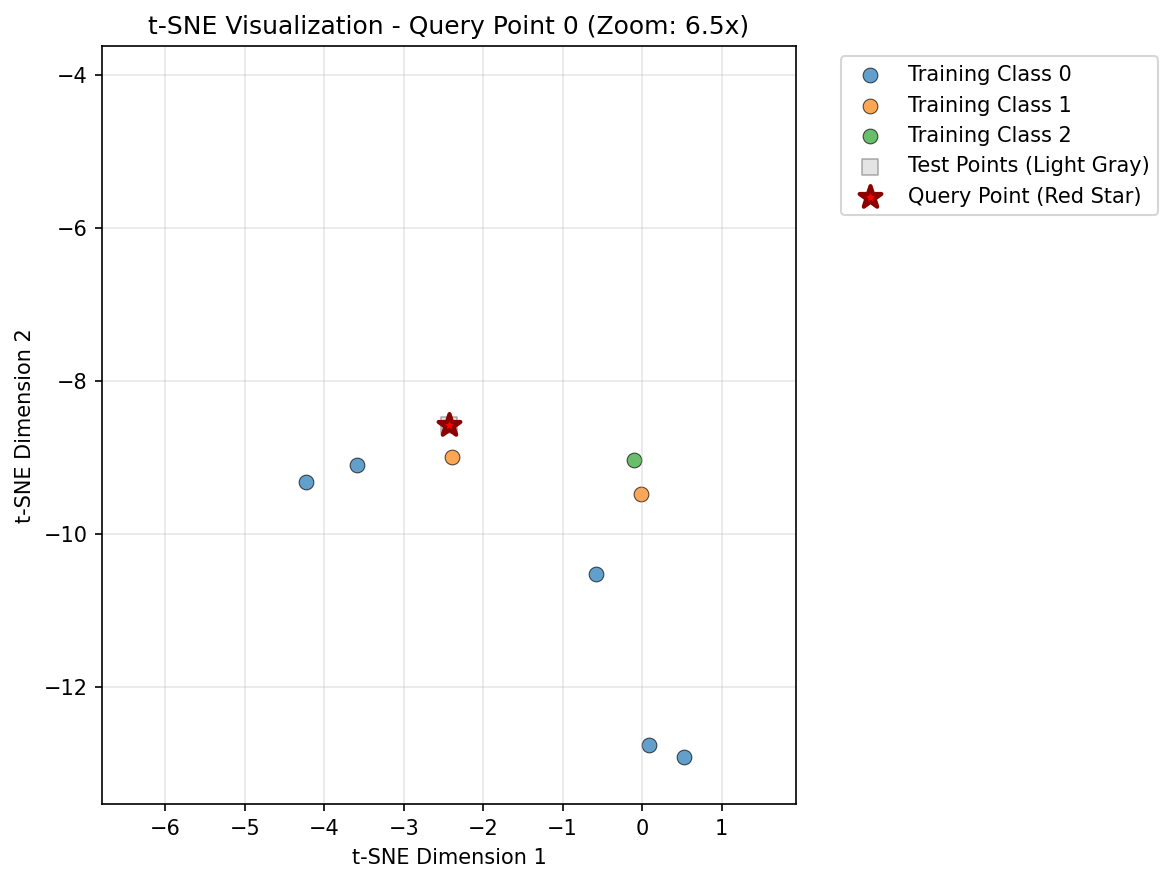 t-SNE Visualization - Query Point 0 (Zoom: 6.5x)
Training Class 0
Training Class 1
Training Class 2
Test Points (Light Gray)
Query Point (Red Star)
t-SNE Dimension 2
−4
−6
−8
−10
−12
−6 −5 −4 −3 −2 −1 0 1
t-SNE Dimension 1